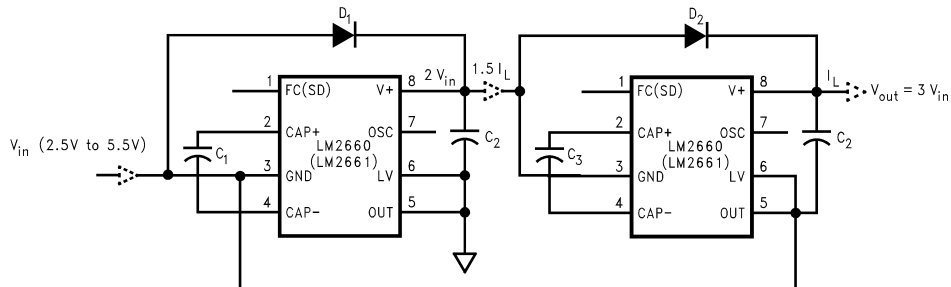 D1
D2
2 Vin
1.5 IL
IL
Vout = 3 Vin
1
FC(SD)
V+
8
2
CAP+
OSC
7
LM2660
(LM2661)
3
GND
LV
6
4
CAP-
OUT
5
C1
C2
Vin (2.5V to 5.5V)
1
FC(SD)
V+
8
2
CAP+
OSC
7
LM2660
(LM2661)
3
GND
LV
6
4
CAP-
OUT
5
C3
C2